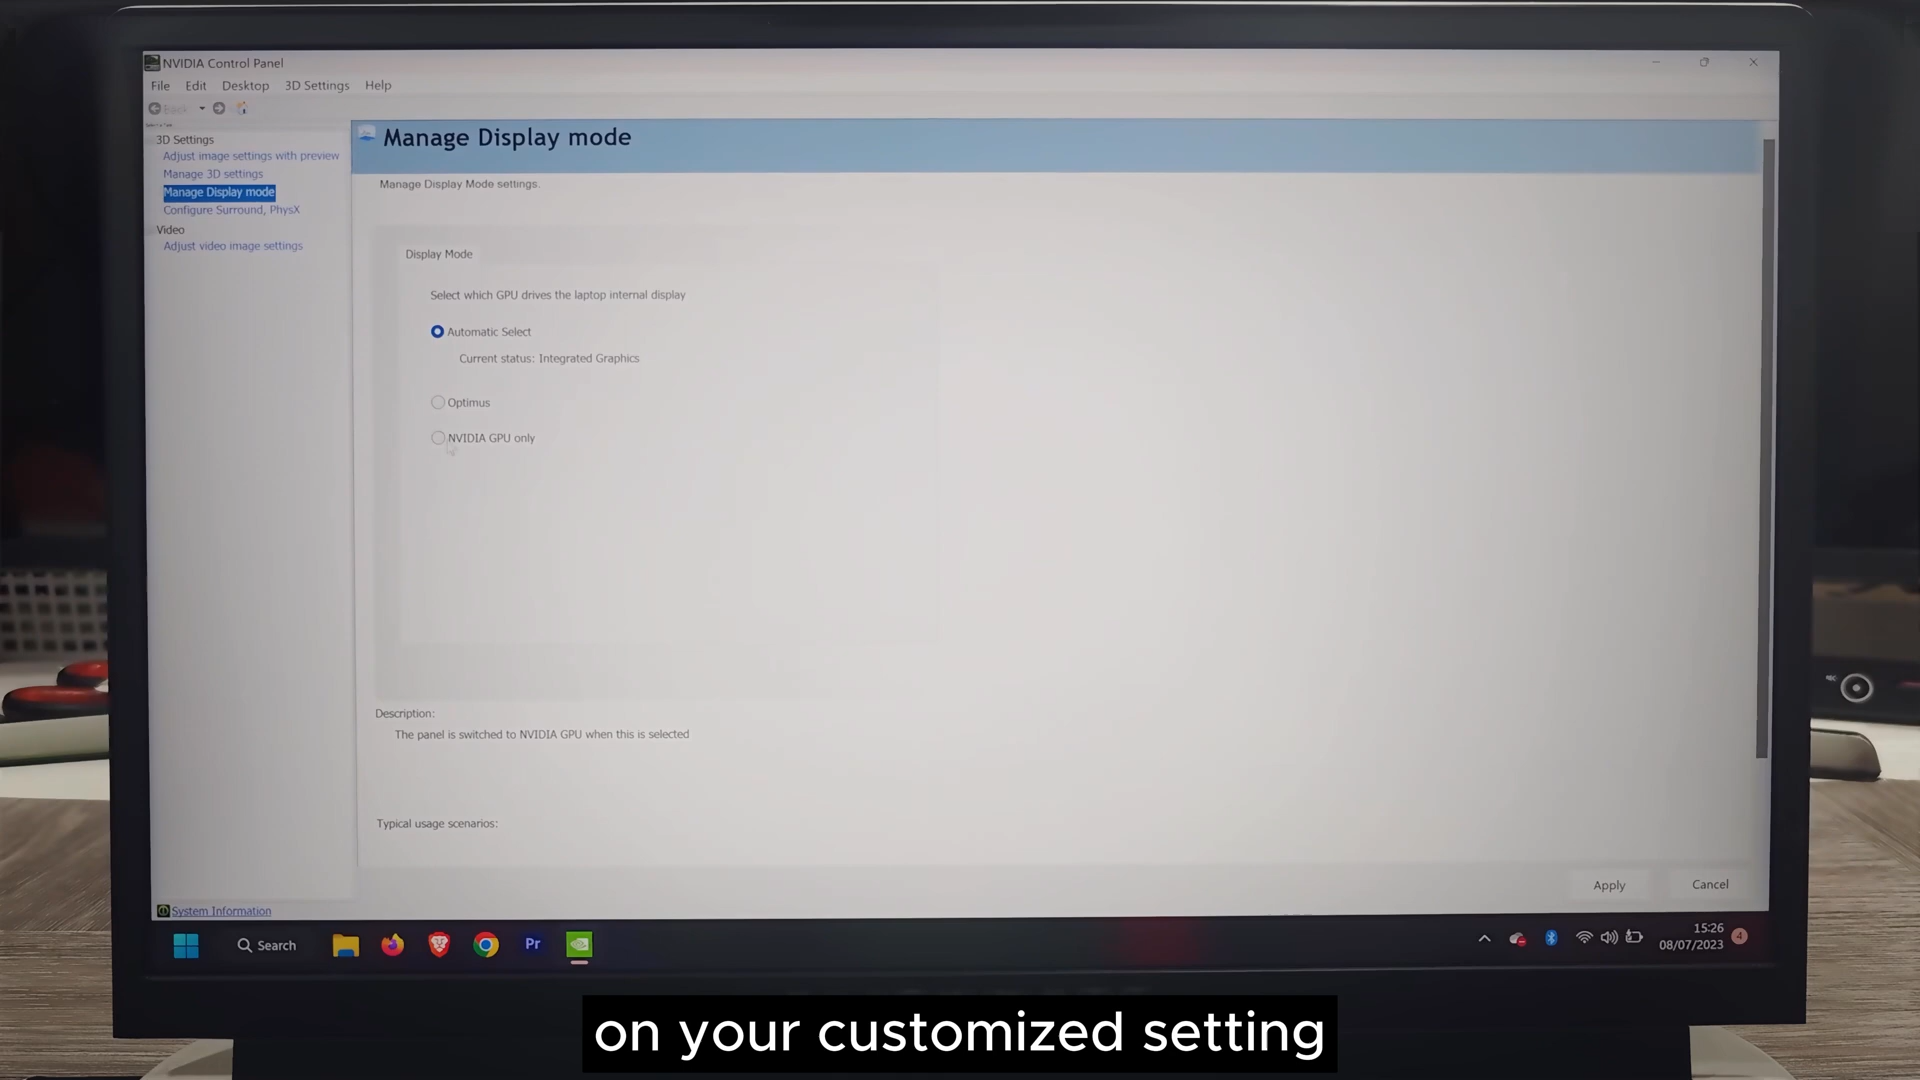 NVIDIA Control Panel
File Edit Desktop 3D Settings Help
Back
3D Settings
Adjust image settings with preview
Manage 3D settings
Manage Display mode
Configure Surround, PhysX
Video
Adjust video image settings
System Information
Manage Display mode
Manage Display Mode settings.
Display Mode
Select which GPU drives the laptop internal display
Automatic Select
Current status: Integrated Graphics
Optimus
NVIDIA GPU only
Description:
The panel is switched to NVIDIA GPU when this is selected
Typical usage scenarios:
Apply Cancel
Search
Pr
15:26
08/07/2023
4
on your customized setting